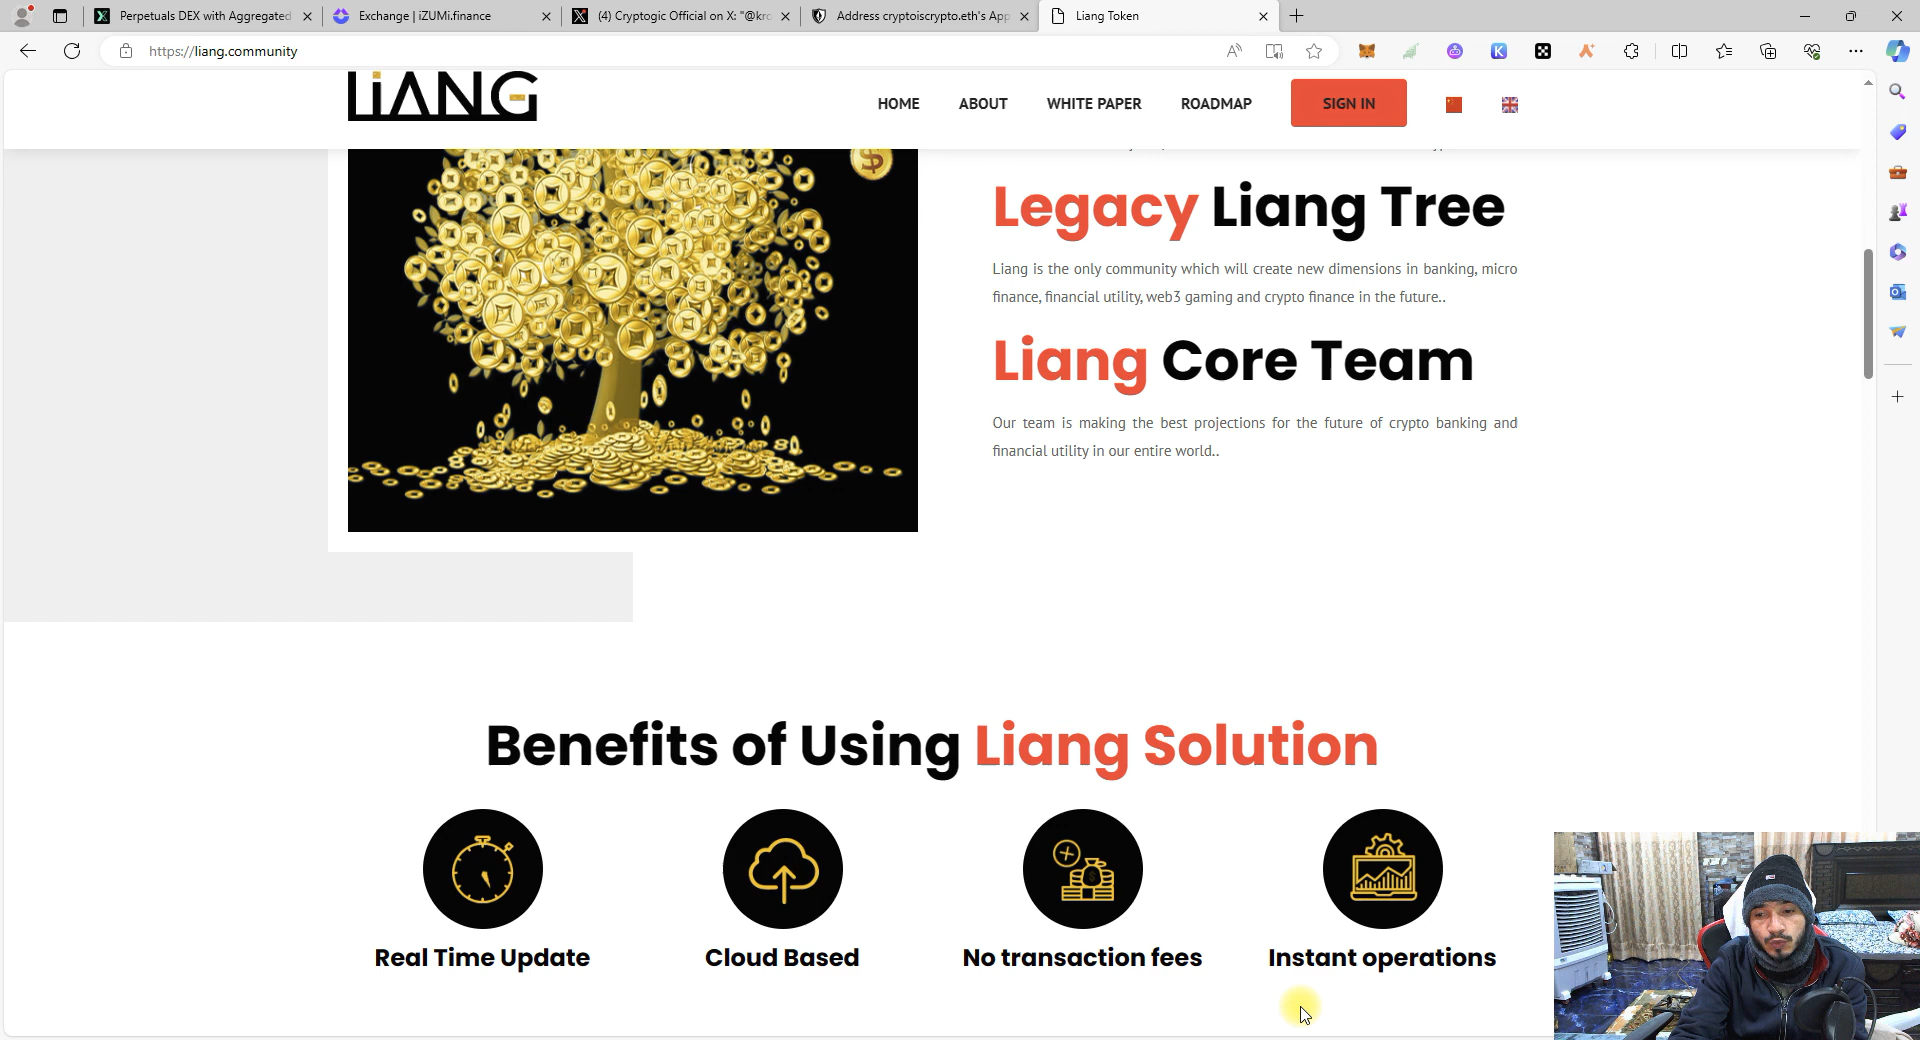 Perpetuals DEX with Aggregated
Exchange | iZUMi.finance
(4) Cryptogic Official on X: "@kro
Address cryptoiscrypto.eth's App
Liang Token
https://liang.community
LiANG
HOME
ABOUT
WHITE PAPER
ROADMAP
SIGN IN
Legacy Liang Tree
Liang is the only community which will create new dimensions in banking, micro
finance, financial utility, web3 gaming and crypto finance in the future..
Liang Core Team
Our team is making the best projections for the future of crypto banking and
financial utility in our entire world..
Benefits of Using Liang Solution
Real Time Update
Cloud Based
No transaction fees
Instant operations